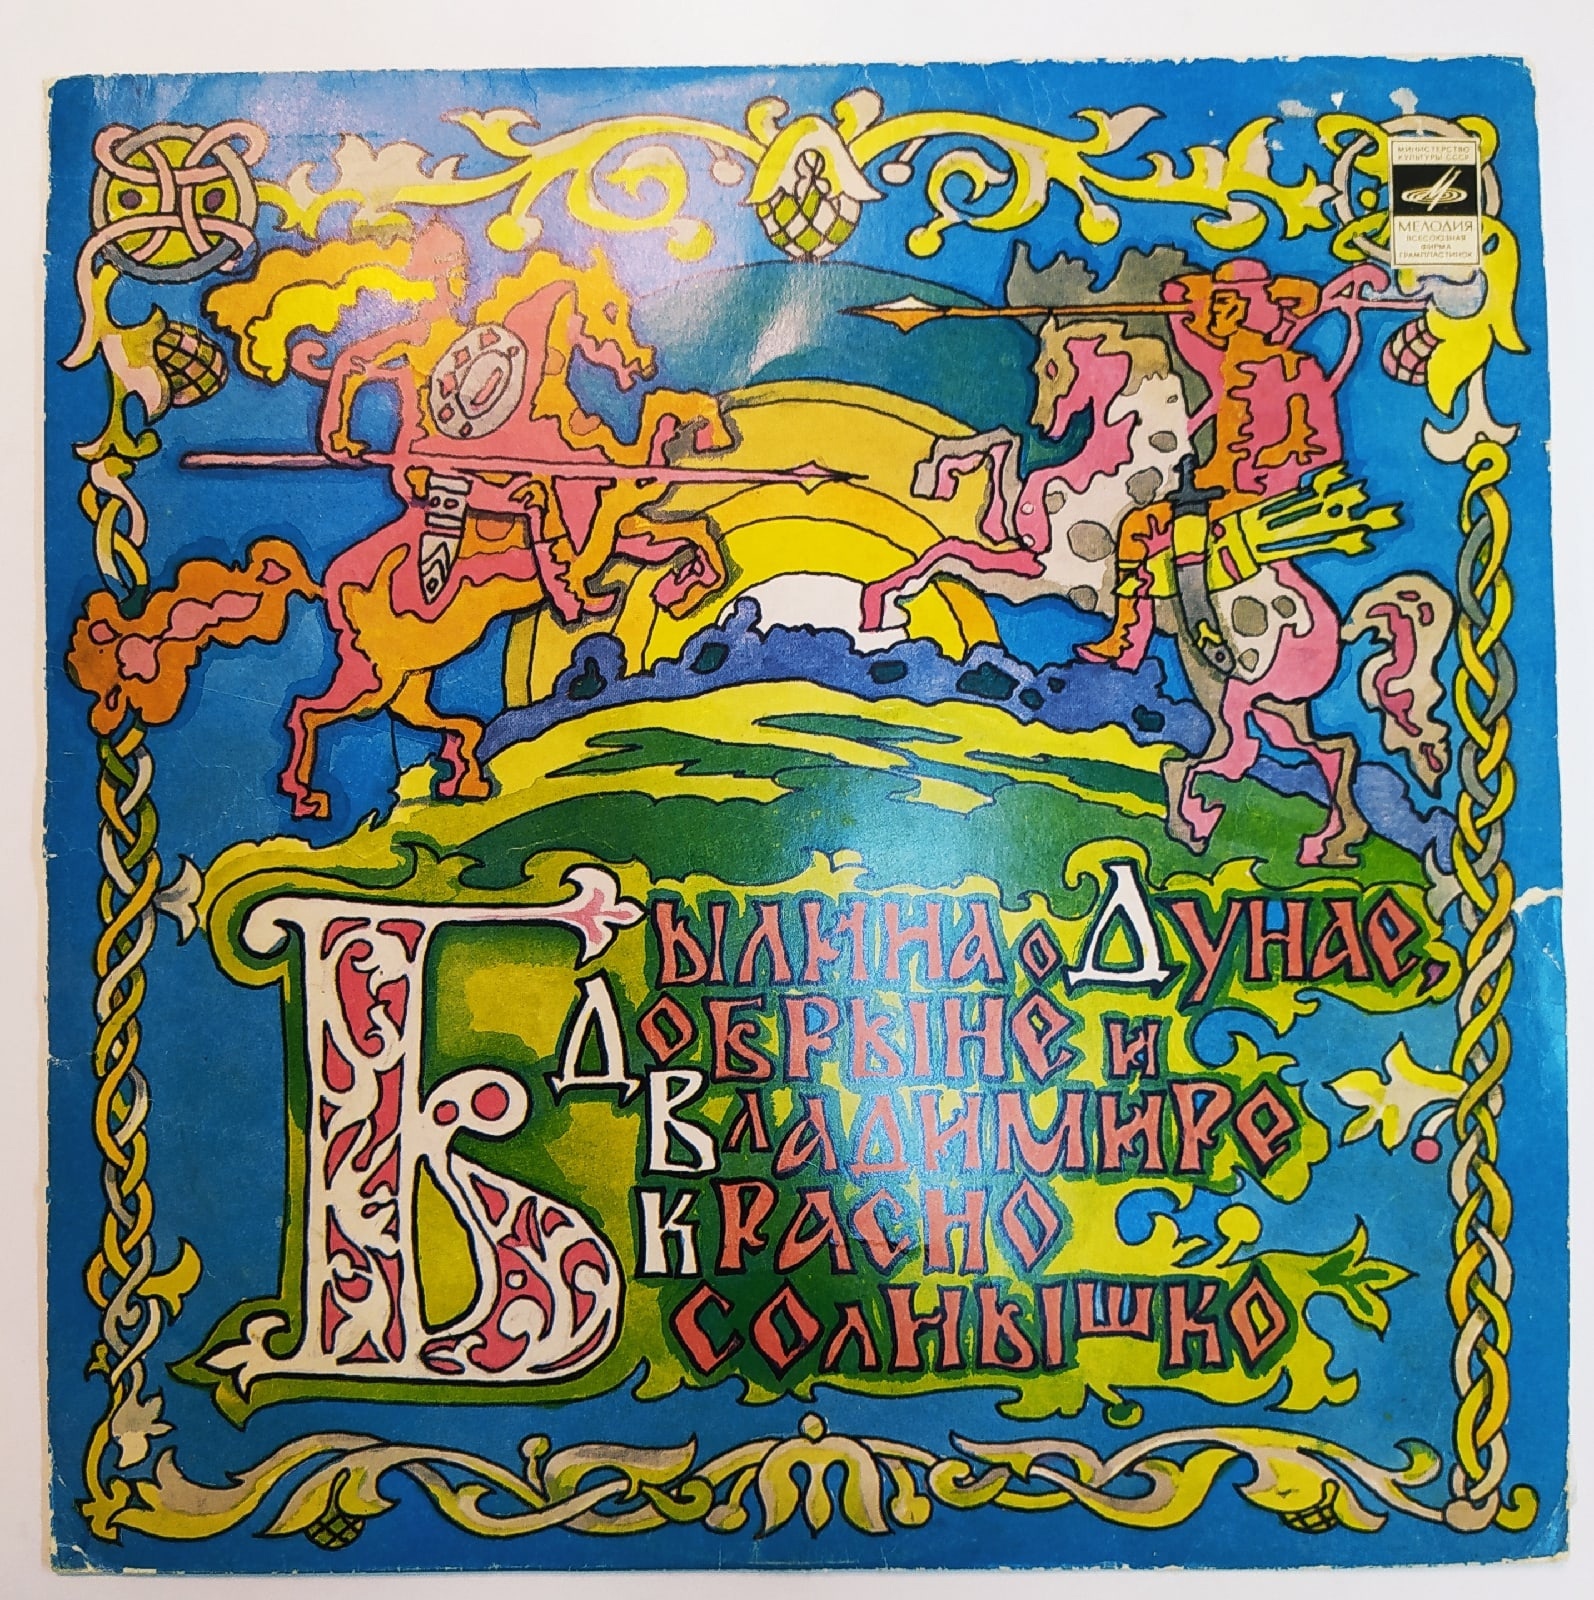 МИНИСТЕРСТВО
КУЛЬТУРЫ СССР
МЕЛОДИЯ
ВСЕСОЮЗНАЯ
ФИРМА
ГРАМПЛАСТИНОК
Былина о Дунае,
Добрыне и
Владимире
Красно
солнышко